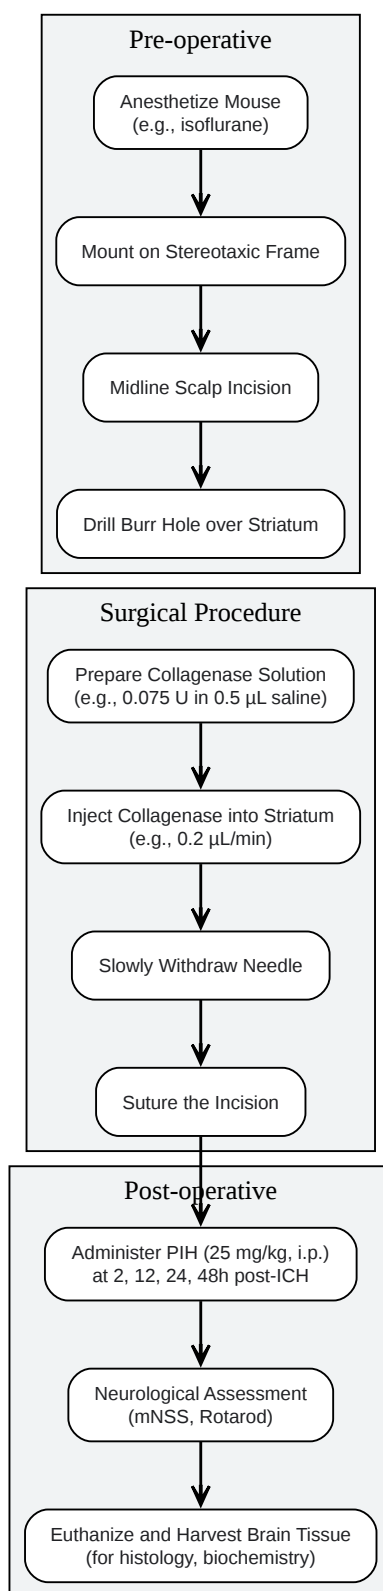 Pre-operative
Anesthetize Mouse
(e.g., isoflurane)
Mount on Stereotaxic Frame
Midline Scalp Incision
Drill Burr Hole over Striatum
Surgical Procedure
Prepare Collagenase Solution
(e.g., 0.075 U in 0.5 µL saline)
Inject Collagenase into Striatum
(e.g., 0.2 µL/min)
Slowly Withdraw Needle
Suture the Incision
Post-operative
Administer PIH (25 mg/kg, i.p.)
at 2, 12, 24, 48h post-ICH
Neurological Assessment
(mNSS, Rotarod)
Euthanize and Harvest Brain Tissue
(for histology, biochemistry)